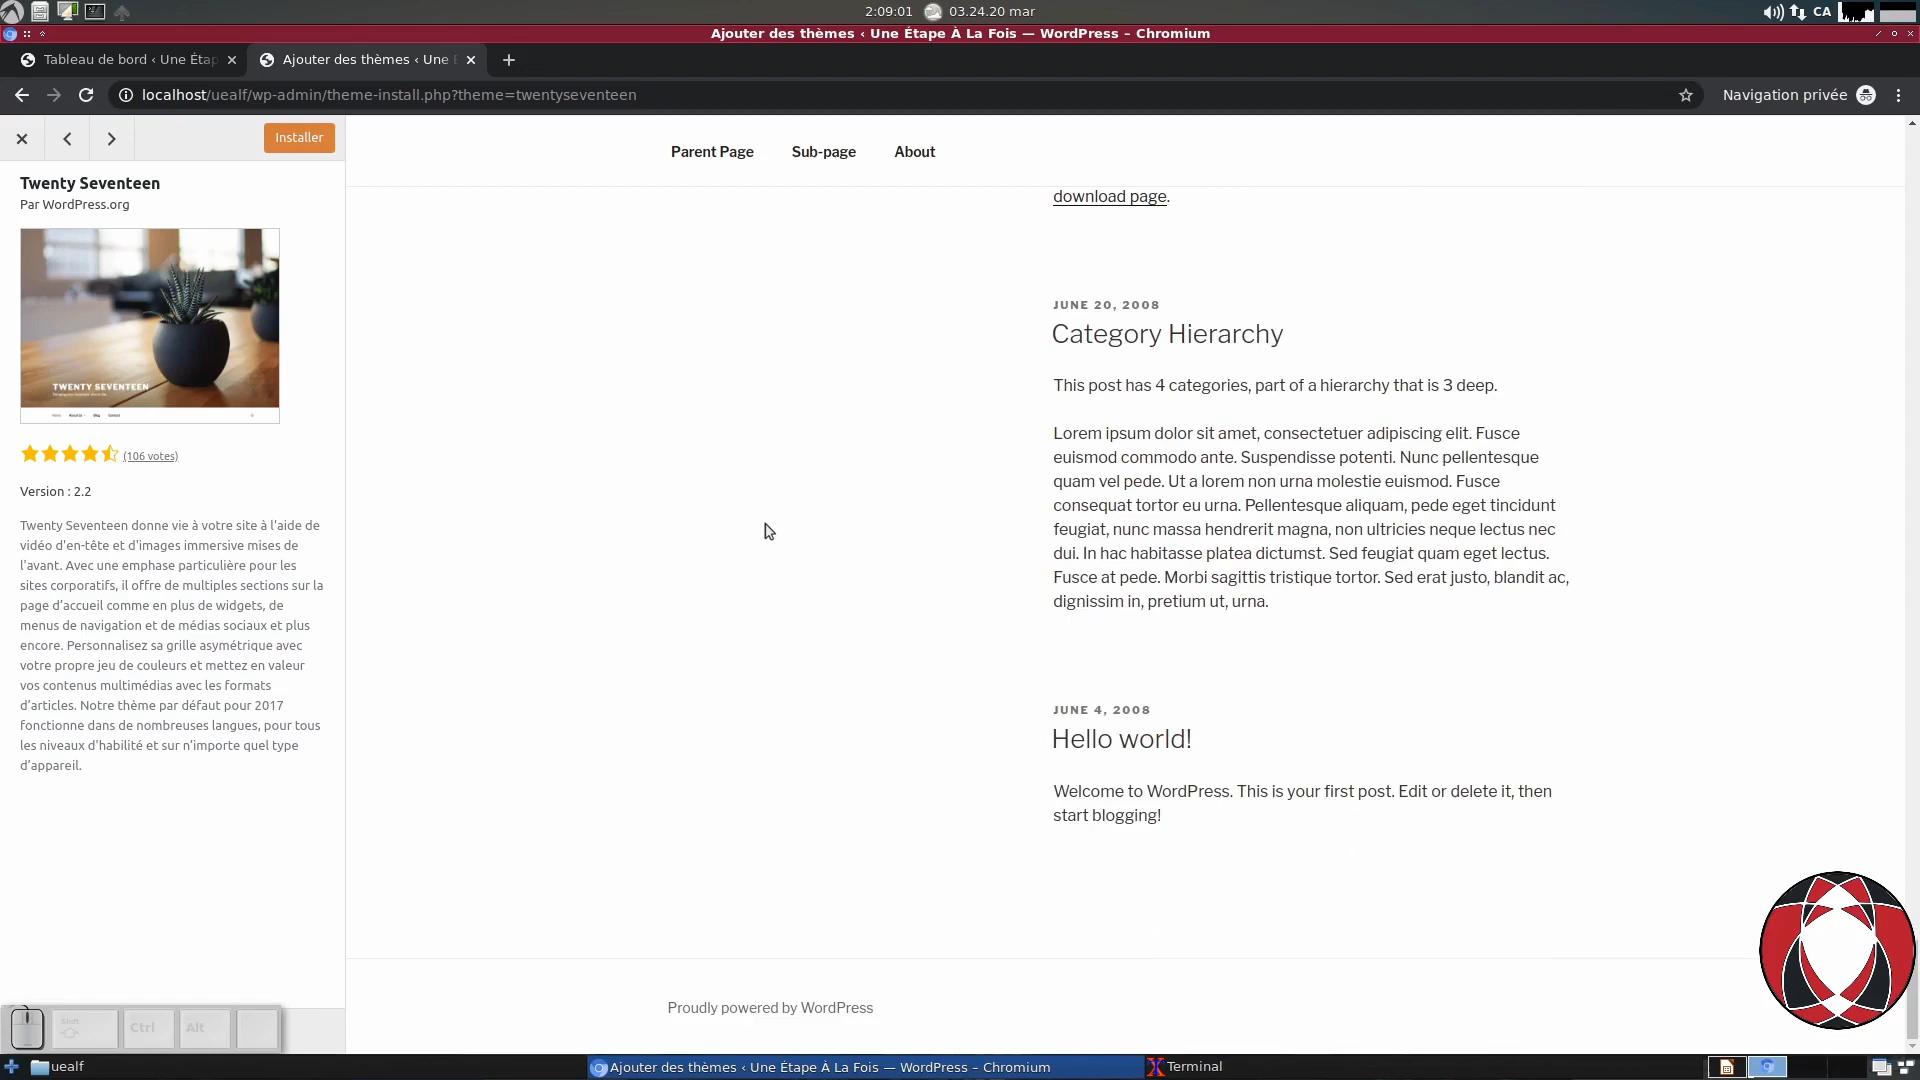 2:09:01
03.24.20 mar
CA
Ajouter des thèmes ‹ Une Étape À La Fois — WordPress – Chromium
Tableau de bord ‹ Une Étap
Ajouter des thèmes ‹ Une
localhost/uealf/wp-admin/theme-install.php?theme=twentyseventeen
Navigation privée
Installer
Parent Page
Sub-page
About
Twenty Seventeen
Par WordPress.org
TWENTY SEVENTEEN
Home About Us Blog Contact
(106 votes)
Version : 2.2
Twenty Seventeen donne vie à votre site à l'aide de
vidéo d'en-tête et d'images immersive mises de
l'avant. Avec une emphase particulière pour les
sites corporatifs, il offre de multiples sections sur la
page d’accueil comme en plus de widgets, de
menus de navigation et de médias sociaux et plus
encore. Personnalisez sa grille asymétrique avec
votre propre jeu de couleurs et mettez en valeur
vos contenus multimédias avec les formats
d’articles. Notre thème par défaut pour 2017
fonctionne dans de nombreuses langues, pour tous
les niveaux d'habilité et sur n’importe quel type
d’appareil.
download page.
JUNE 20, 2008
Category Hierarchy
This post has 4 categories, part of a hierarchy that is 3 deep.
Lorem ipsum dolor sit amet, consectetuer adipiscing elit. Fusce
euismod commodo ante. Suspendisse potenti. Nunc pellentesque
quam vel pede. Ut a lorem non urna molestie euismod. Fusce
consequat tortor eu urna. Pellentesque aliquam, pede eget tincidunt
feugiat, nunc massa hendrerit magna, non ultricies neque lectus nec
dui. In hac habitasse platea dictumst. Sed feugiat quam eget lectus.
Fusce at pede. Morbi sagittis tristique tortor. Sed erat justo, blandit ac,
dignissim in, pretium ut, urna.
JUNE 4, 2008
Hello world!
Welcome to WordPress. This is your first post. Edit or delete it, then
start blogging!
Proudly powered by WordPress
Shift
Ctrl
Alt
uealf
Ajouter des thèmes ‹ Une Étape À La Fois — WordPress – Chromium
Terminal